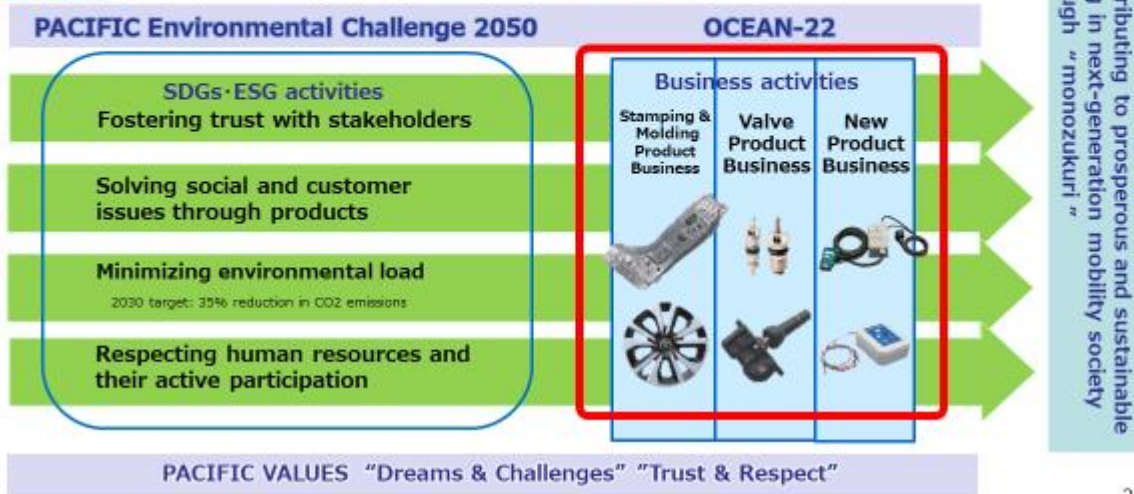 PACIFIC Environmental Challenge 2050
OCEAN-22
SDGs・ESG activities
Fostering trust with stakeholders
Solving social and customer
issues through products
Minimizing environmental load
2030 target: 35% reduction in CO2 emissions
Respecting human resources and
their active participation
Business activities
Stamping &
Molding
Product
Business
Valve
Product
Business
New
Product
Business
ributing to prosperous and sustainable
in next-generation mobility society
ugh “monozukuri”
PACIFIC VALUES “Dreams & Challenges” “Trust & Respect”